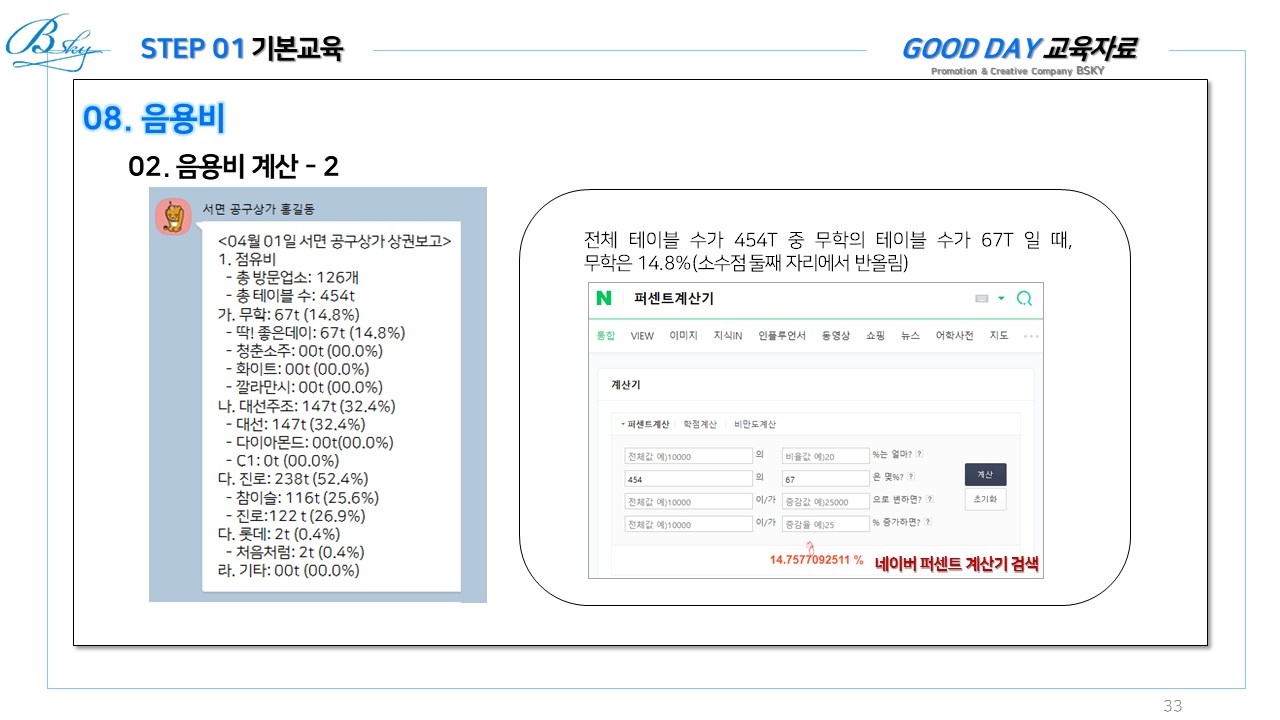 Bsky
STEP 01 기본교육
GOOD DAY 교육자료
Promotion & Creative Company BSKY
08. 음용비
02. 음용비 계산 - 2
서면 공구상가 홍길동
<04월 01일 서면 공구상가 상권보고>
1. 점유비
- 총 방문업소: 126개
- 총 테이블 수: 454t
가. 무학: 67t (14.8%)
- 딱! 좋은데이: 67t (14.8%)
- 청춘소주: 00t (00.0%)
- 화이트: 00t (00.0%)
- 깔라만시: 00t (00.0%)
나. 대선주조: 147t (32.4%)
- 대선: 147t (32.4%)
- 다이아몬드: 00t(00.0%)
- C1: 0t (00.0%)
다. 진로: 238t (52.4%)
- 참이슬: 116t (25.6%)
- 진로:122 t (26.9%)
다. 롯데: 2t (0.4%)
- 처음처럼: 2t (0.4%)
라. 기타: 00t (00.0%)
전체 테이블 수가 454T 중 무학의 테이블 수가 67T 일 때,
무학은 14.8%(소수점 둘째 자리에서 반올림)
N 퍼센트계산기
통합 VIEW 이미지 지식iN 인플루언서 동영상 쇼핑 뉴스 어학사전 지도 ···
계산기
퍼센트계산 학점계산 비만도계산
전체값 예)10000 의 비율값 예)20 %는 얼마? ?
454 의 67 은 몇%? ?
계산
전체값 예)10000 이/가 증감값 예)25000 으로 변하면? ?
초기화
전체값 예)10000 이/가 증감율 예)25 % 증가하면? ?
14.7577092511 %
네이버 퍼센트 계산기 검색
33